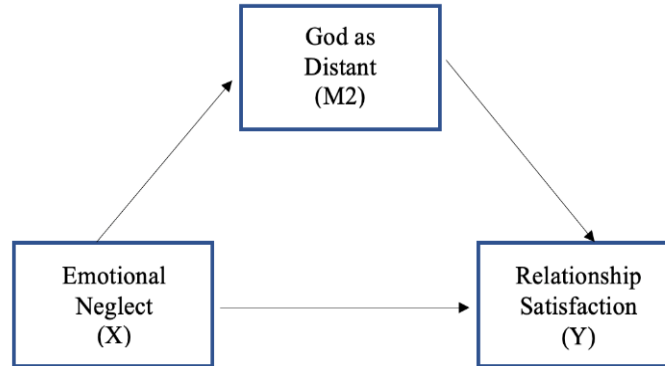 God as
Distant
(M2)
Emotional
Neglect
(X)
Relationship
Satisfaction
(Y)